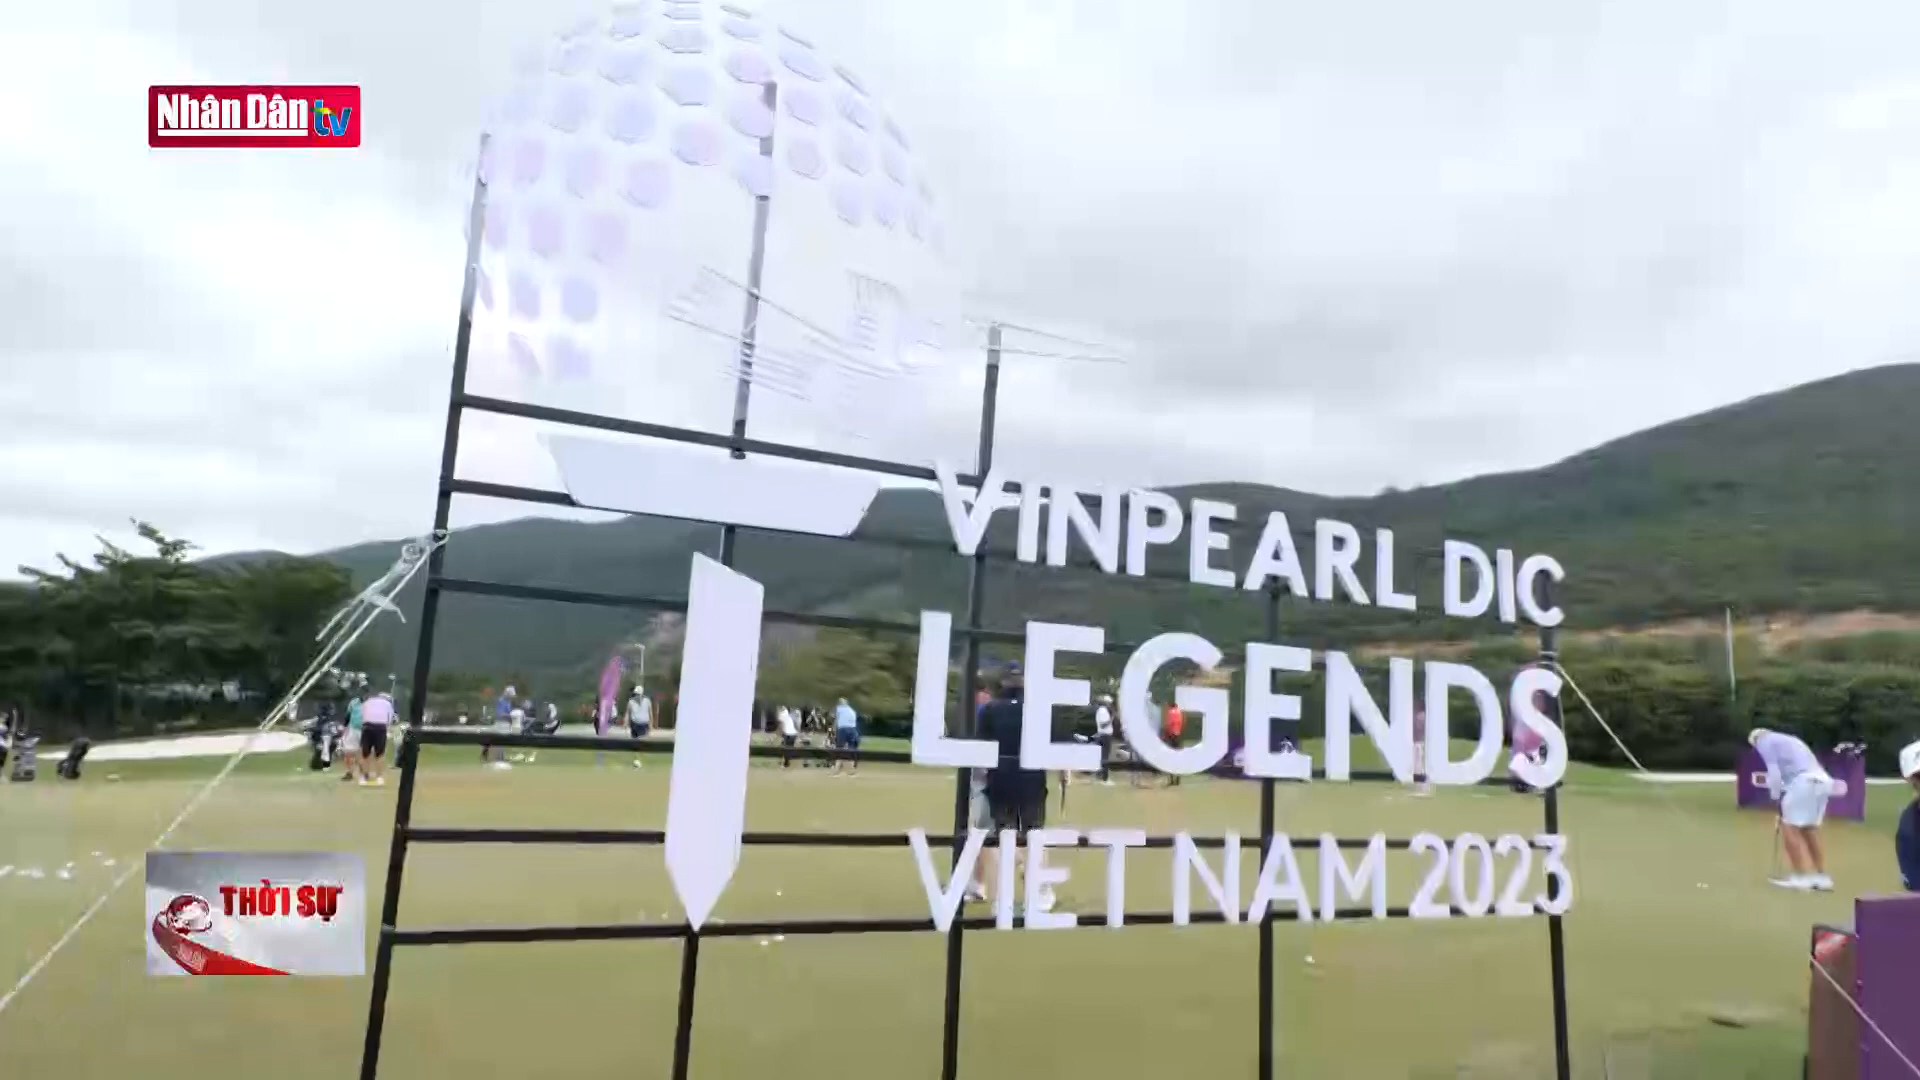 Nhân Dân tv
VINPEARL DIC
LEGENDS
VIET NAM 2023
THỜI SỰ